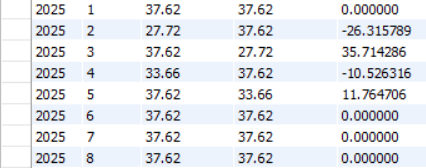 2025 1 37.62 37.62 0.000000
2025 2 27.72 37.62 -26.315789
2025 3 37.62 27.72 35.714286
2025 4 33.66 37.62 -10.526316
2025 5 37.62 33.66 11.764706
2025 6 37.62 37.62 0.000000
2025 7 37.62 37.62 0.000000
2025 8 37.62 37.62 0.000000